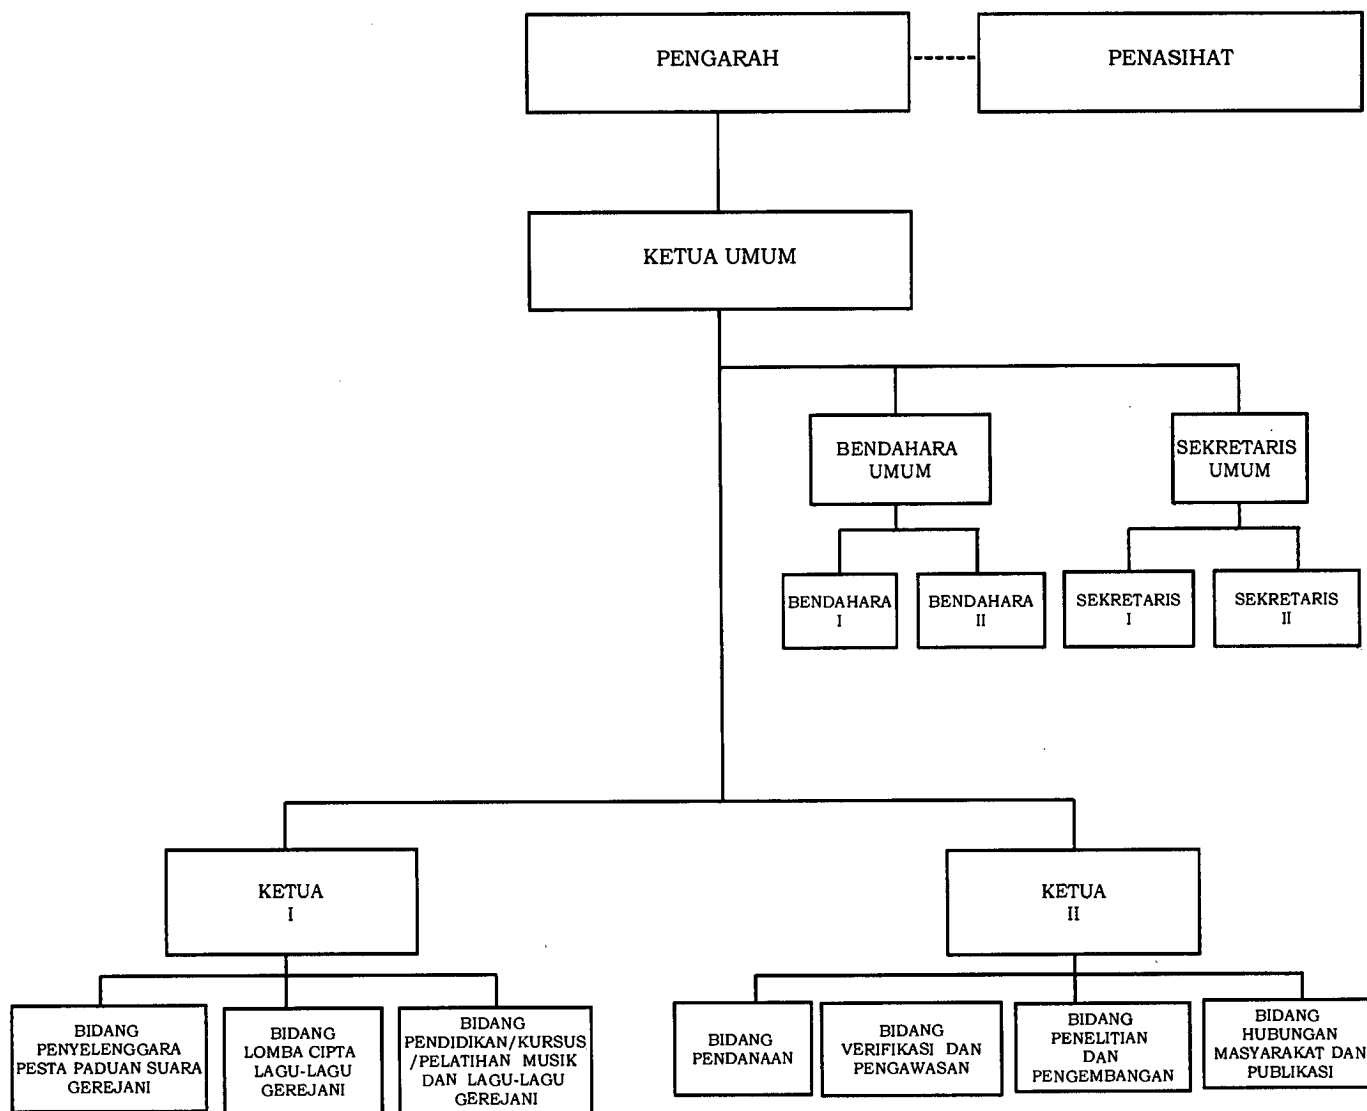 PENGARAH
PENASIHAT
KETUA UMUM
BENDAHARA
UMUM
SEKRETARIS
UMUM
BENDAHARA
I
BENDAHARA
II
SEKRETARIS
I
SEKRETARIS
II
KETUA
I
KETUA
II
BIDANG
PENYELENGGARA
PESTA PADUAN SUARA
GEREJANI
BIDANG
LOMBA CIPTA
LAGU-LAGU
GEREJANI
BIDANG
PENDIDIKAN/KURSUS
/PELATIHAN MUSIK
DAN LAGU-LAGU
GEREJANI
BIDANG
PENDANAAN
BIDANG
VERIFIKASI DAN
PENGAWASAN
BIDANG
PENELITIAN
DAN
PENGEMBANGAN
BIDANG
HUBUNGAN
MASYARAKAT DAN
PUBLIKASI